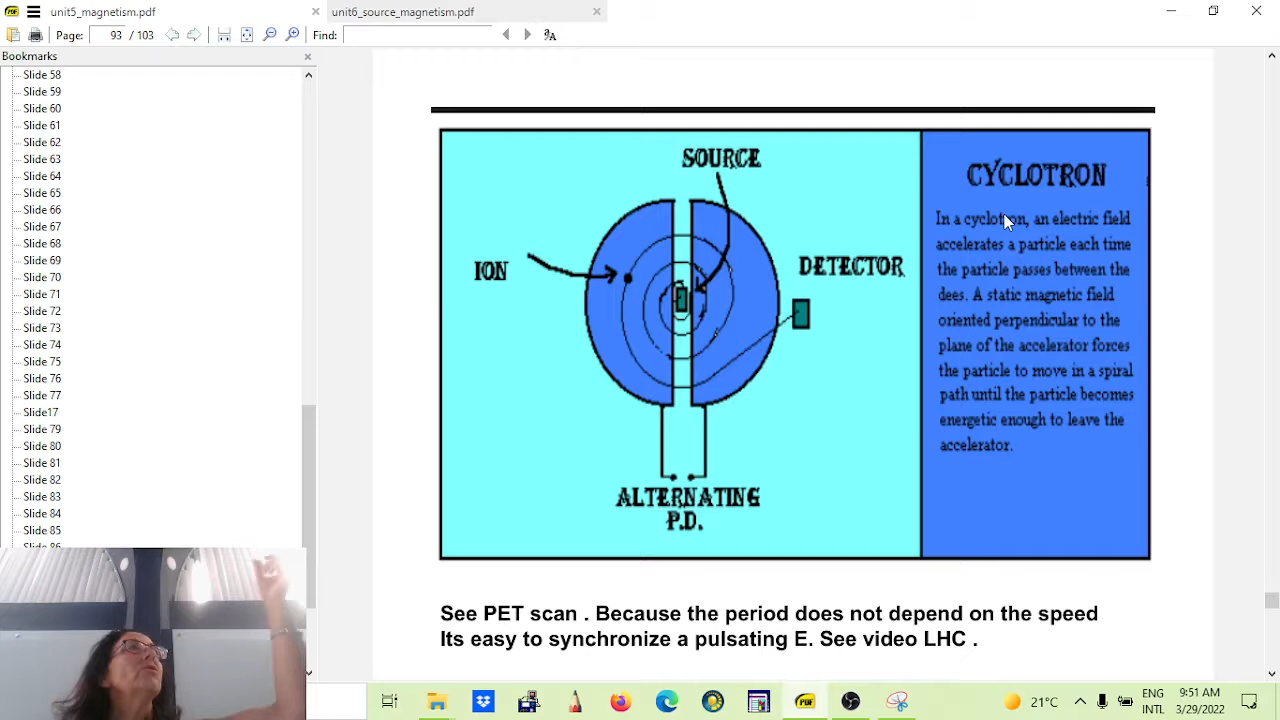 unit5_magnetism.pdf
unit6_source_magnetism.pdf
Page: 93 / 103
Find:
Bookmarks
Slide 58
Slide 59
Slide 60
Slide 61
Slide 62
Slide 63
Slide 64
Slide 65
Slide 66
Slide 67
Slide 68
Slide 69
Slide 70
Slide 71
Slide 72
Slide 73
Slide 74
Slide 75
Slide 76
Slide 77
Slide17
Slide 79
Slide 80
Slide 81
Slide 82
Slide 83
Slide 84
Slide 85
Slide 86
SOURCE
ION
DETECTOR
ALTERNATING
P.D.
CYCLOTRON
In a cyclotron, an electric field
accelerates a particle each time
the particle passes between the
dees. A static magnetic field
oriented perpendicular to the
plane of the accelerator forces
the particle to move in a spiral
path until the particle becomes
energetic enough to leave the
accelerator.
See PET scan . Because the period does not depend on the speed
Its easy to synchronize a pulsating E. See video LHC .
PDF
21°C
ENG
INTL
9:51 AM
3/29/2022